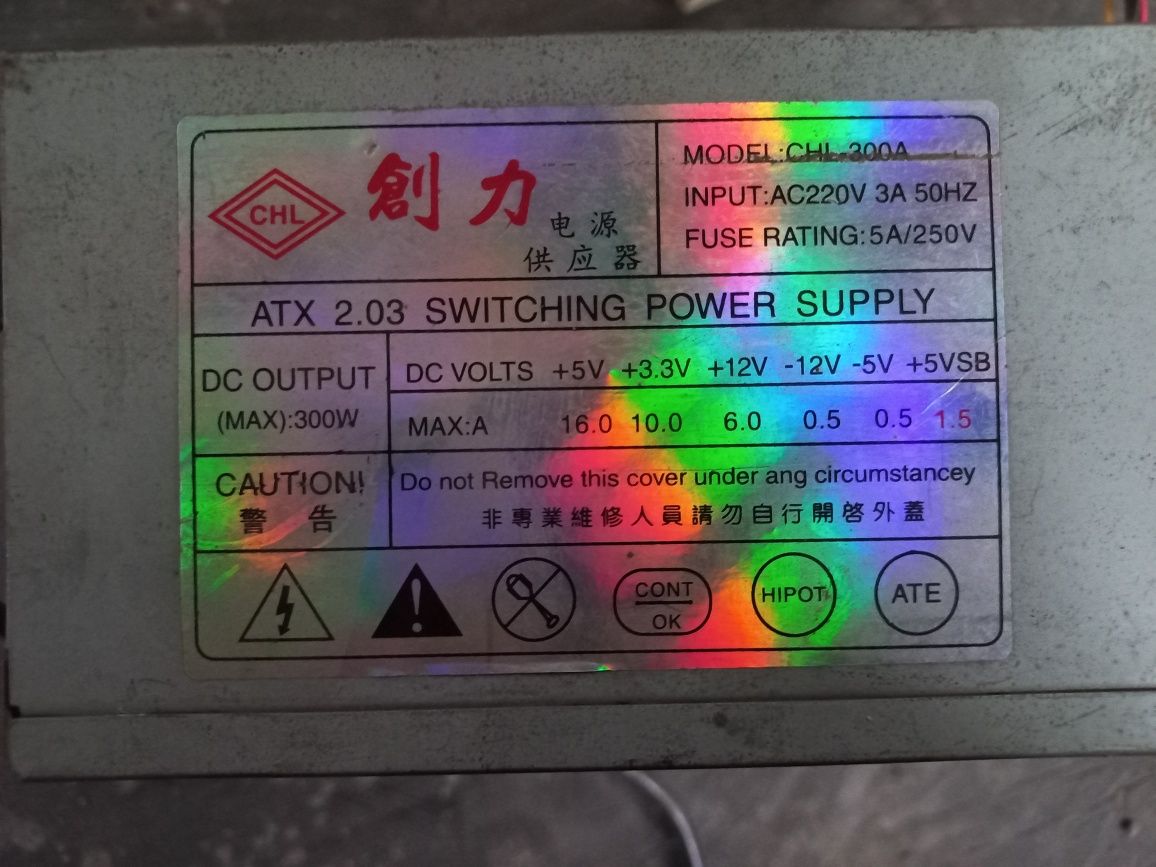 CHL
創力
电源
供应器
MODEL:CHL-300A
INPUT:AC220V 3A 50HZ
FUSE RATING:5A/250V
ATX 2.03 SWITCHING POWER SUPPLY
DC OUTPUT
(MAX):300W
DC VOLTS +5V +3.3V +12V -12V -5V +5VSB
MAX:A 16.0 10.0 6.0 0.5 0.5 1.5
CAUTION!
警告
Do not Remove this cover under ang circumstancey
非專業維修人員請勿自行開啓外蓋
CONT
OK
HIPOT
ATE